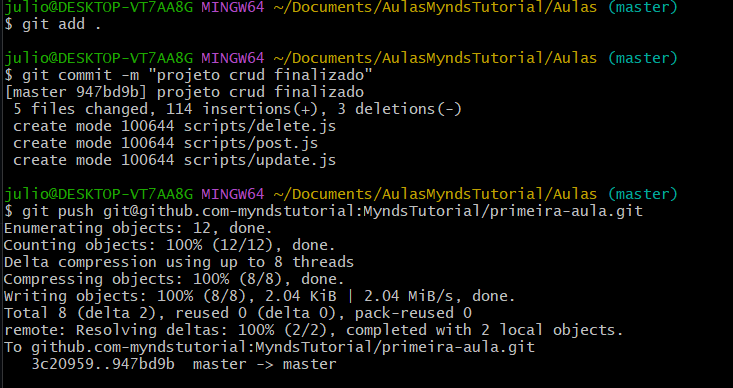 julio@DESKTOP-VT7AA8G MINGW64 ~/Documents/AulasMyndsTutorial/Aulas (master)
$ git add .
julio@DESKTOP-VT7AA8G MINGW64 ~/Documents/AulasMyndsTutorial/Aulas (master)
$ git commit -m "projeto crud finalizado"
[master 947bd9b] projeto crud finalizado
 5 files changed, 114 insertions(+), 3 deletions(-)
 create mode 100644 scripts/delete.js
 create mode 100644 scripts/post.js
 create mode 100644 scripts/update.js
julio@DESKTOP-VT7AA8G MINGW64 ~/Documents/AulasMyndsTutorial/Aulas (master)
$ git push git@github.com-myndstutorial:MyndsTutorial/primeira-aula.git
Enumerating objects: 12, done.
Counting objects: 100% (12/12), done.
Delta compression using up to 8 threads
Compressing objects: 100% (8/8), done.
Writing objects: 100% (8/8), 2.04 KiB | 2.04 MiB/s, done.
Total 8 (delta 2), reused 0 (delta 0), pack-reused 0
remote: Resolving deltas: 100% (2/2), completed with 2 local objects.
To github.com-myndstutorial:MyndsTutorial/primeira-aula.git
   3c20959..947bd9b  master -> master